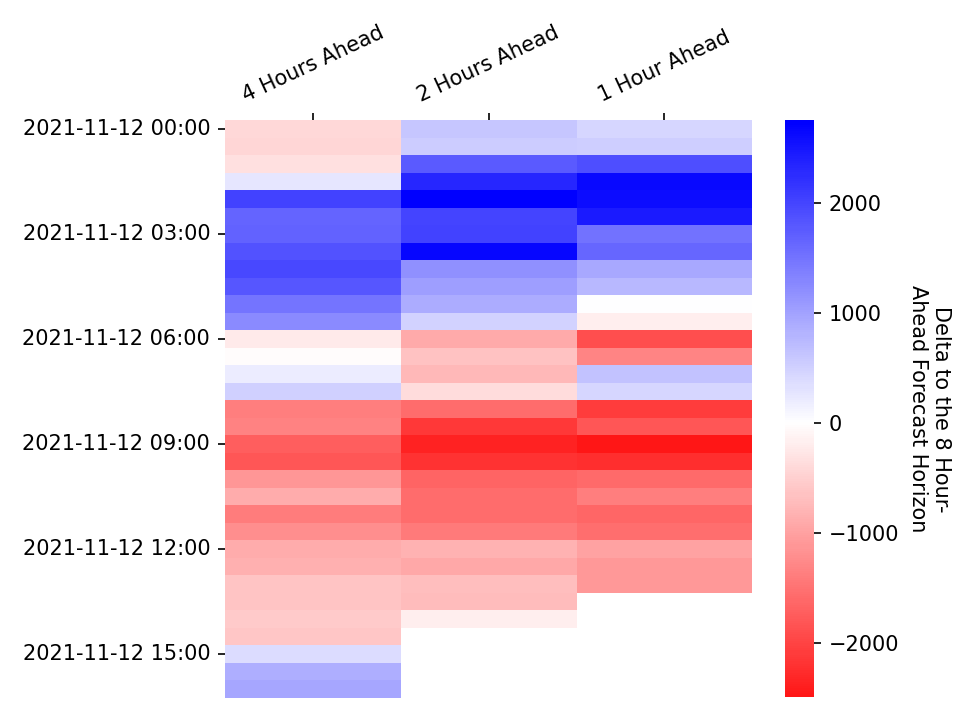 4 Hours Ahead
2 Hours Ahead
1 Hour Ahead
2021-11-12 00:00
2021-11-12 03:00
2021-11-12 06:00
2021-11-12 09:00
2021-11-12 12:00
2021-11-12 15:00
2000
1000
0
−1000
−2000
Delta to the 8 Hour-
Ahead Forecast Horizon